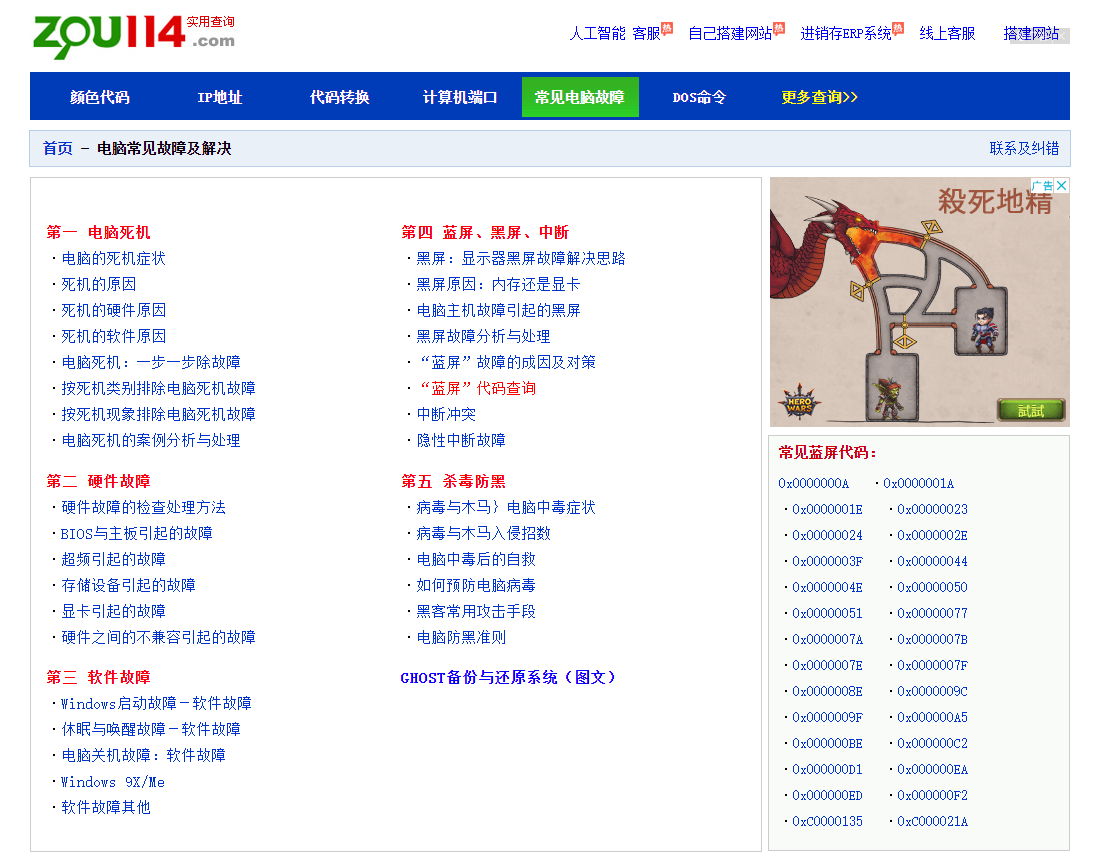 ZOU114 实用查询
.com
人工智能 客服热 自己搭建网站热 进销存ERP系统热 线上客服 搭建网站
颜色代码 IP地址 代码转换 计算机端口 常见电脑故障 DOS命令 更多查询>>
首页 － 电脑常见故障及解决 联系及纠错
第一 电脑死机
·电脑的死机症状
·死机的原因
·死机的硬件原因
·死机的软件原因
·电脑死机：一步一步除故障
·按死机类别排除电脑死机故障
·按死机现象排除电脑死机故障
·电脑死机的案例分析与处理
第二 硬件故障
·硬件故障的检查处理方法
·BIOS与主板引起的故障
·超频引起的故障
·存储设备引起的故障
·显卡引起的故障
·硬件之间的不兼容引起的故障
第三 软件故障
·Windows启动故障－软件故障
·休眠与唤醒故障－软件故障
·电脑关机故障：软件故障
·Windows 9X/Me
·软件故障其他
第四 蓝屏、黑屏、中断
·黑屏：显示器黑屏故障解决思路
·黑屏原因：内存还是显卡
·电脑主机故障引起的黑屏
·黑屏故障分析与处理
·“蓝屏”故障的成因及对策
·“蓝屏”代码查询
·中断冲突
·隐性中断故障
第五 杀毒防黑
·病毒与木马｝电脑中毒症状
·病毒与木马入侵招数
·电脑中毒后的自救
·如何预防电脑病毒
·黑客常用攻击手段
·电脑防黑准则
GHOST备份与还原系统（图文）
广告
殺死地精
HERO
WARS
試試
常见蓝屏代码：
0x0000000A ·0x0000001A
·0x0000001E ·0x00000023
·0x00000024 ·0x0000002E
·0x0000003F ·0x00000044
·0x0000004E ·0x00000050
·0x00000051 ·0x00000077
·0x0000007A ·0x0000007B
·0x0000007E ·0x0000007F
·0x0000008E ·0x0000009C
·0x0000009F ·0x000000A5
·0x000000BE ·0x000000C2
·0x000000D1 ·0x000000EA
·0x000000ED ·0x000000F2
·0xC0000135 ·0xC000021A